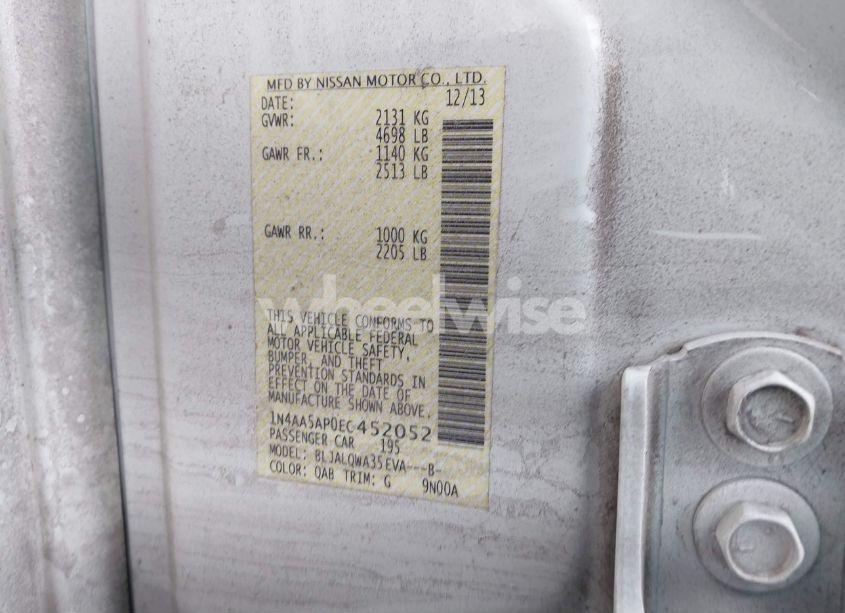 MFD BY NISSAN MOTOR CO., LTD.
DATE: 12/13
GVWR: 2131 KG
4698 LB
GAWR FR.: 1140 KG
2513 LB
GAWR RR.: 1000 KG
2205 LB
wheelwise
THIS VEHICLE CONFORMS TO
ALL APPLICABLE FEDERAL
MOTOR VEHICLE SAFETY,
BUMPER, AND THEFT
PREVENTION STANDARDS IN
EFFECT ON THE DATE OF
MANUFACTURE SHOWN ABOVE.
1N4AA5AP0EC452052
PASSENGER CAR 195
MODEL: BLJALQWA35EVA---B-
COLOR: QAB TRIM: G 9N00A